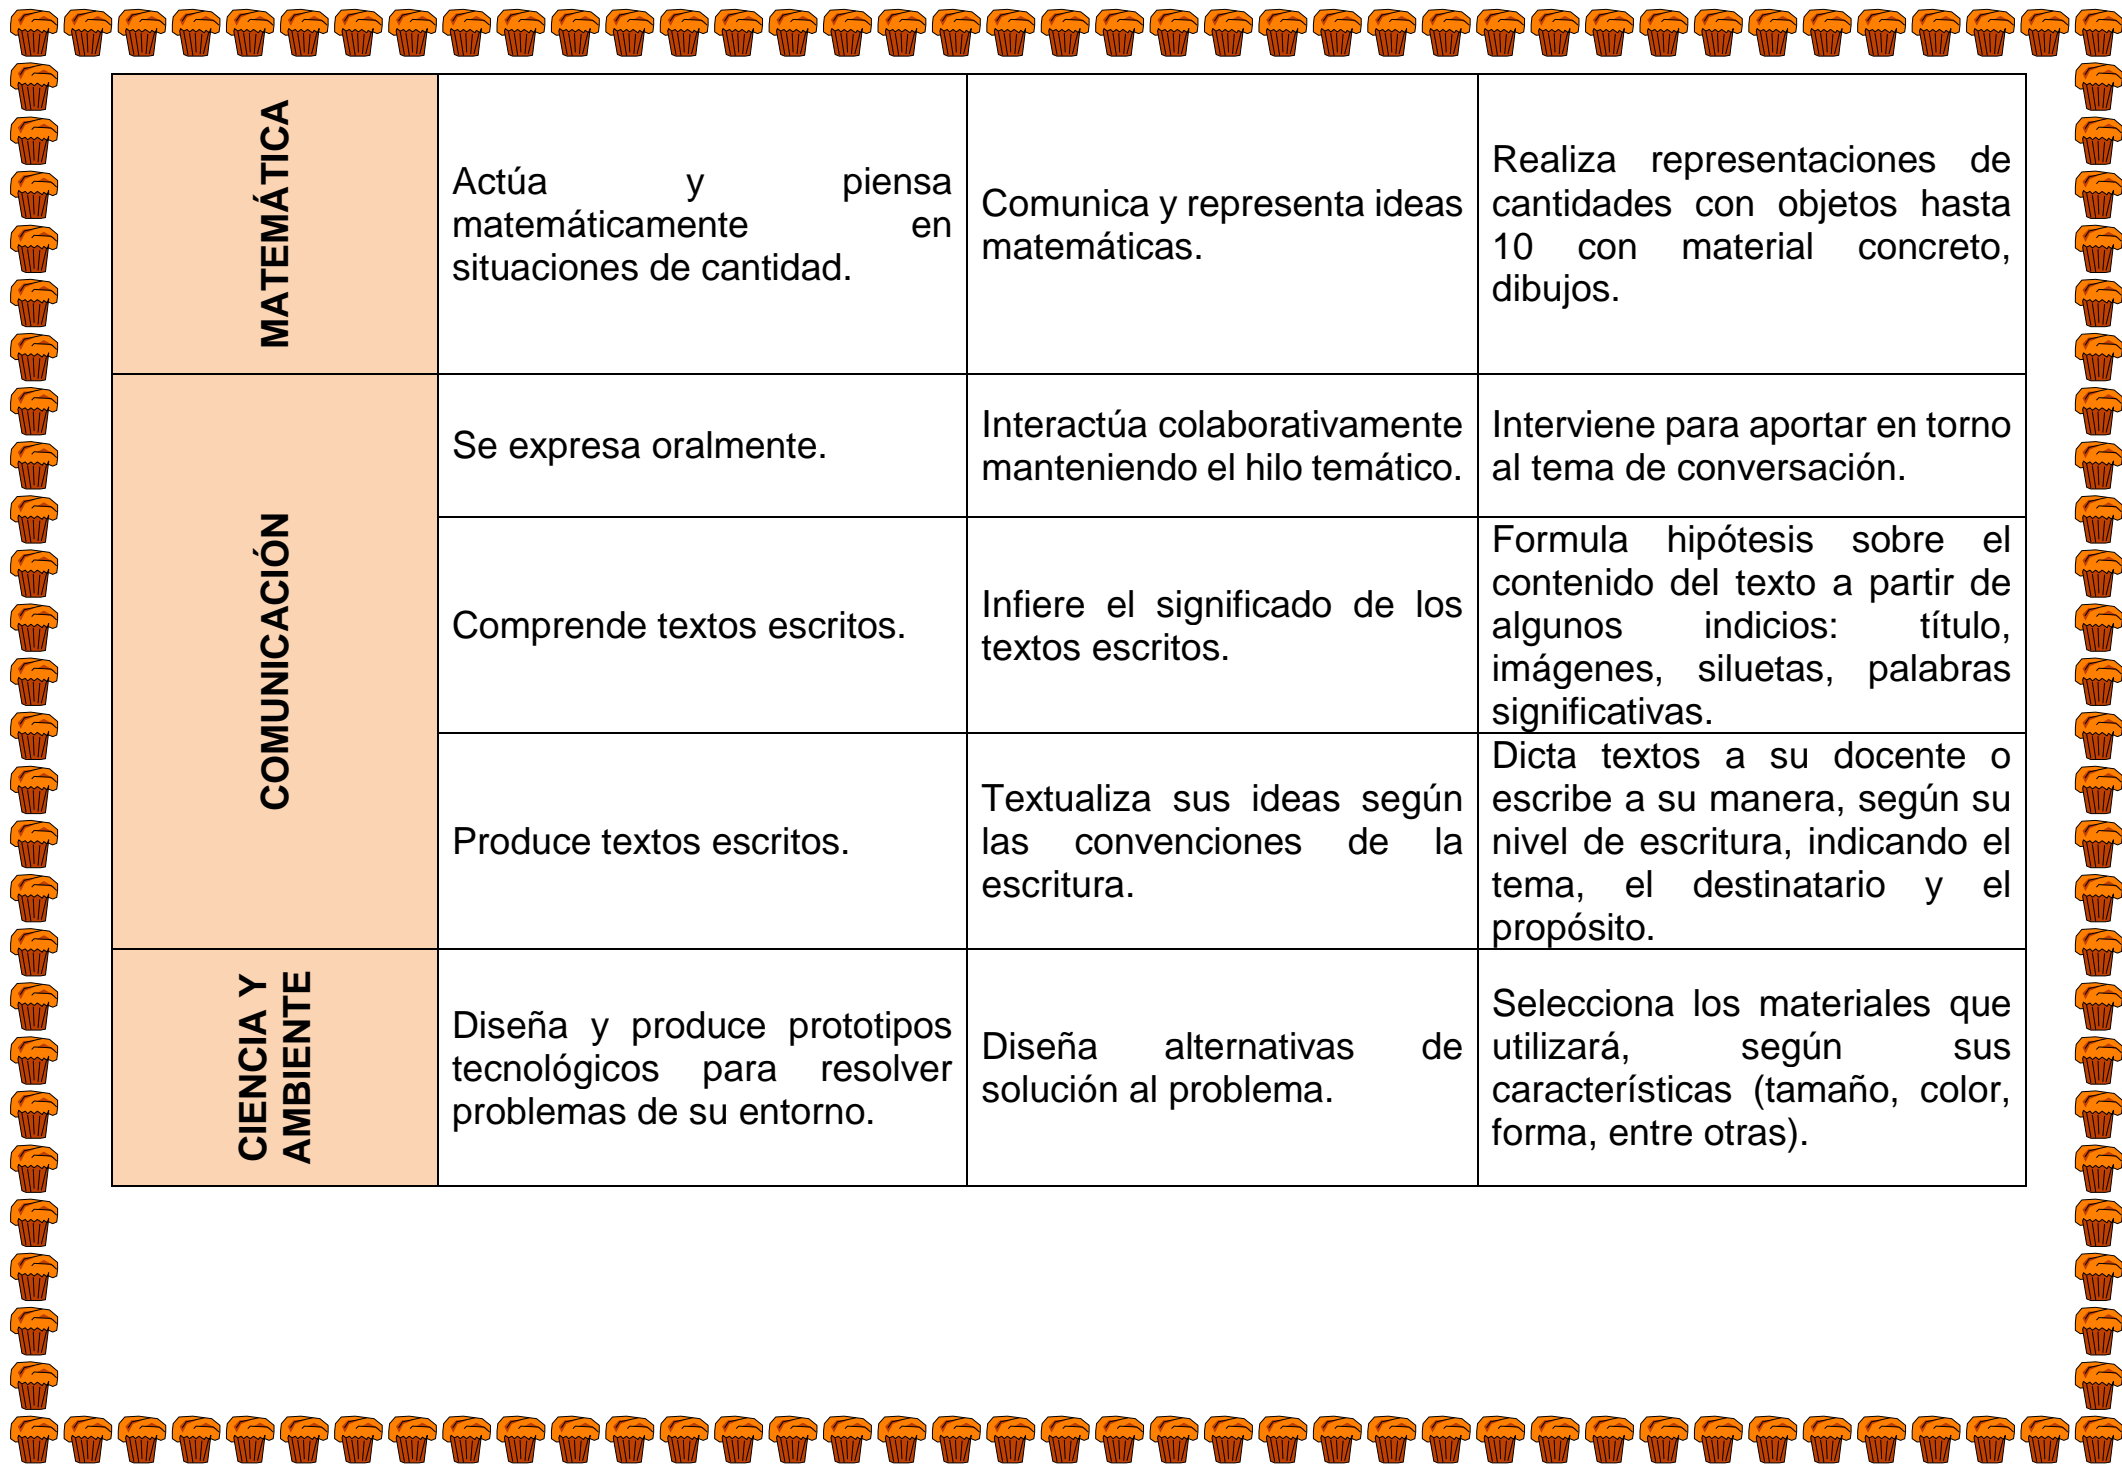 MATEMÁTICA
Actúa y piensa
matemáticamente en
situaciones de cantidad.
Comunica y representa ideas
matemáticas.
Realiza representaciones de
cantidades con objetos hasta
10 con material concreto,
dibujos.
COMUNICACIÓN
Se expresa oralmente.
Interactúa colaborativamente
manteniendo el hilo temático.
Interviene para aportar en torno
al tema de conversación.
Comprende textos escritos.
Infiere el significado de los
textos escritos.
Formula hipótesis sobre el
contenido del texto a partir de
algunos indicios: título,
imágenes, siluetas, palabras
significativas.
Produce textos escritos.
Textualiza sus ideas según
las convenciones de la
escritura.
Dicta textos a su docente o
escribe a su manera, según su
nivel de escritura, indicando el
tema, el destinatario y el
propósito.
CIENCIA Y
AMBIENTE
Diseña y produce prototipos
tecnológicos para resolver
problemas de su entorno.
Diseña alternativas de
solución al problema.
Selecciona los materiales que
utilizará, según sus
características (tamaño, color,
forma, entre otras).